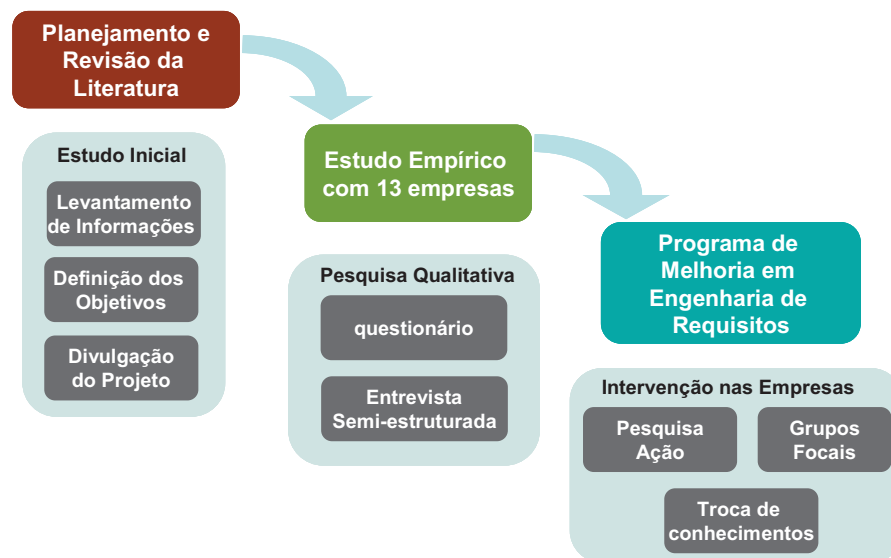 Planejamento e
Revisão da
Literatura
Estudo Inicial
Levantamento
de Informações
Definição dos
Objetivos
Divulgação
do Projeto
Estudo Empírico
com 13 empresas
Pesquisa Qualitativa
questionário
Entrevista
Semi-estruturada
Programa de
Melhoria em
Engenharia de
Requisitos
Intervenção nas Empresas
Pesquisa
Ação
Grupos
Focais
Troca de
conhecimentos